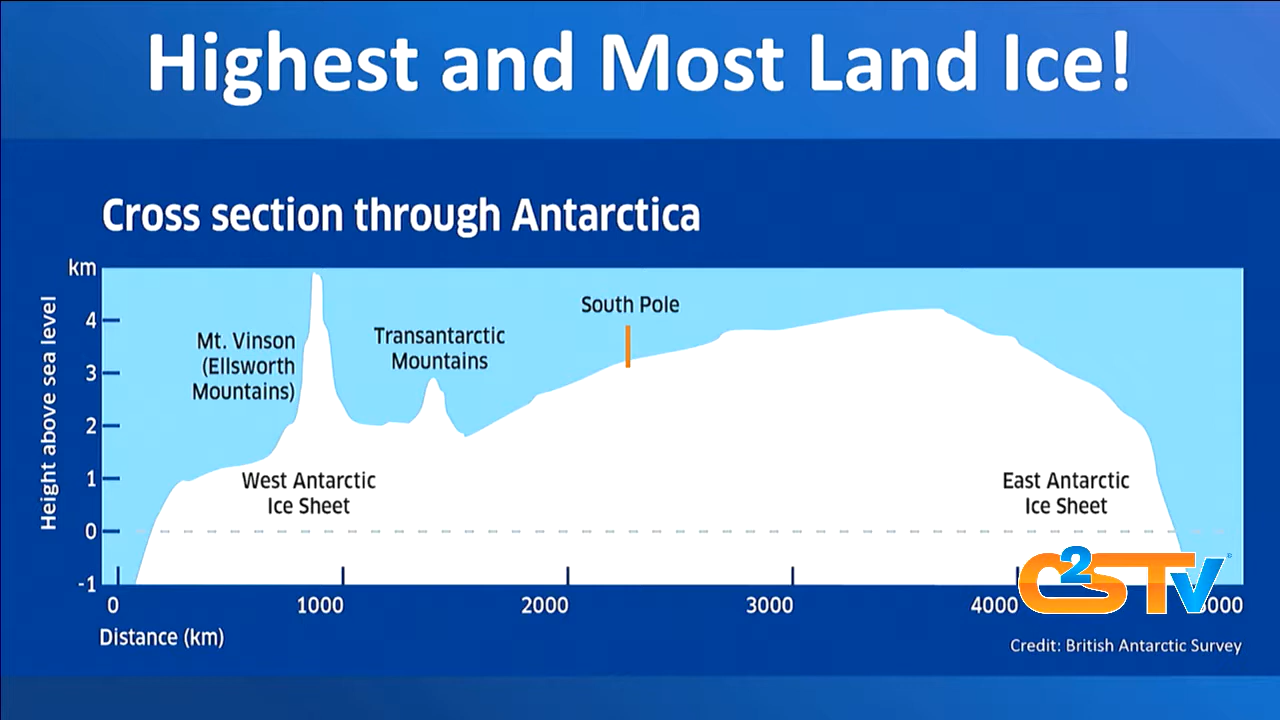 Highest and Most Land Ice!
Cross section through Antarctica
km
Height above sea level
4
3
2
1
0
-1
Mt. Vinson
(Ellsworth
Mountains)
Transantarctic
Mountains
South Pole
West Antarctic
Ice Sheet
East Antarctic
Ice Sheet
C2STV®
0 1000 2000 3000 4000
Distance (km)
Credit: British Antarctic Survey